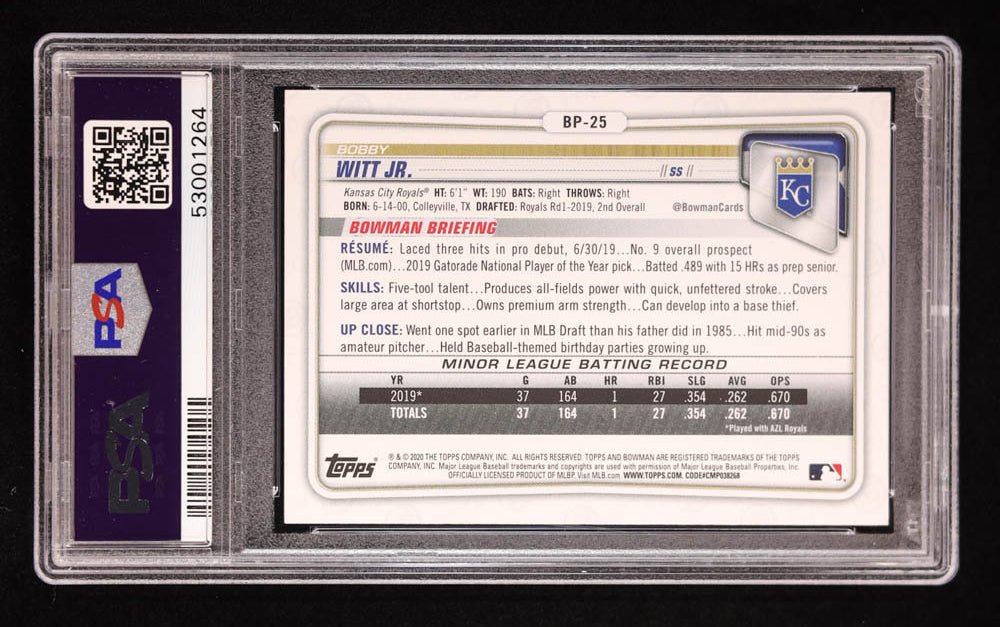 53001264
PSA
PSA
BP-25
BOBBY
WITT JR.
// SS //
Kansas City Royals® HT: 6'1" WT: 190 BATS: Right THROWS: Right
BORN: 6-14-00, Colleyville, TX DRAFTED: Royals Rd1-2019, 2nd Overall
@BowmanCards
KC
BOWMAN BRIEFING
RÉSUMÉ: Laced three hits in pro debut, 6/30/19...No. 9 overall prospect
(MLB.com)...2019 Gatorade National Player of the Year pick...Batted .489 with 15 HRs as prep senior.
SKILLS: Five-tool talent...Produces all-fields power with quick, unfettered stroke...Covers
large area at shortstop...Owns premium arm strength...Can develop into a base thief.
UP CLOSE: Went one spot earlier in MLB Draft than his father did in 1985...Hit mid-90s as
amateur pitcher...Held Baseball-themed birthday parties growing up.
MINOR LEAGUE BATTING RECORD
YR G AB HR RBI SLG AVG OPS
2019* 37 164 1 27 .354 .262 .670
TOTALS 37 164 1 27 .354 .262 .670
*Played with AZL Royals
Topps®
® & © 2020 THE TOPPS COMPANY, INC. ALL RIGHTS RESERVED. TOPPS AND BOWMAN ARE REGISTERED TRADEMARKS OF THE TOPPS
COMPANY, INC. Major League Baseball trademarks and copyrights are used with permission of Major League Baseball Properties, Inc.
OFFICIALLY LICENSED PRODUCT OF MLBP. Visit MLB.com WWW.TOPPS.COM. CODE#CMP038268